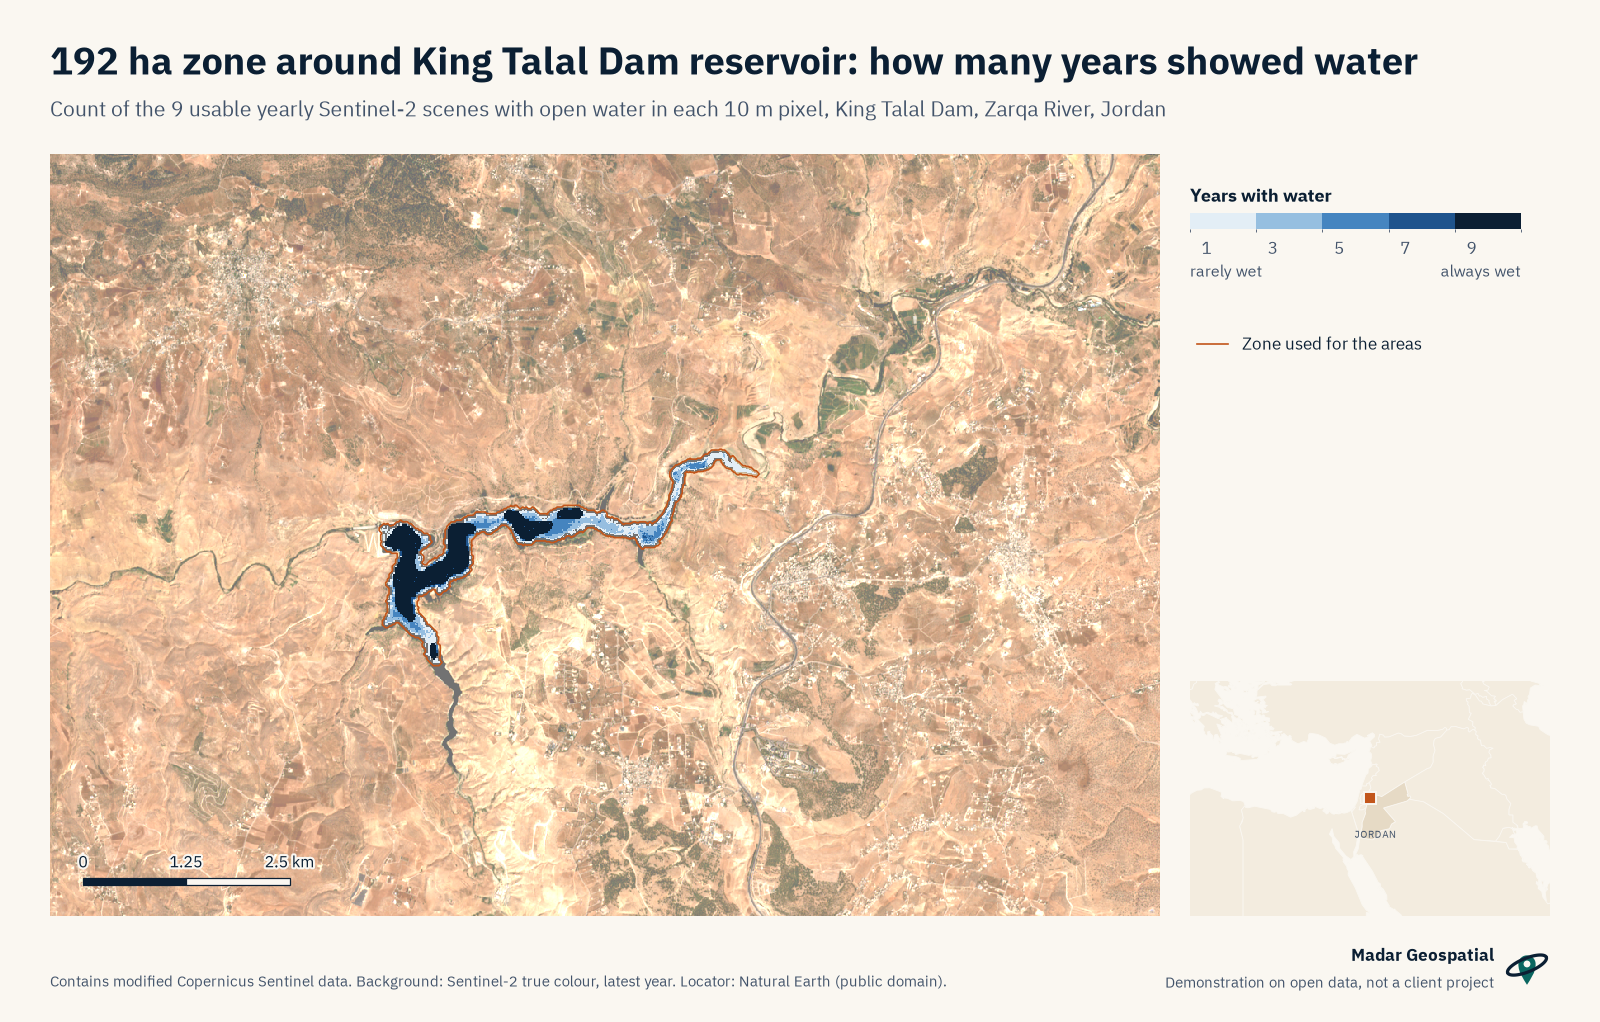 192 ha zone around King Talal Dam reservoir: how many years showed water
Count of the 9 usable yearly Sentinel-2 scenes with open water in each 10 m pixel, King Talal Dam, Zarqa River, Jordan
Years with water
1 3 5 7 9
rarely wet always wet
Zone used for the areas
0 1.25 2.5 km
JORDAN
Madar Geospatial
Contains modified Copernicus Sentinel data. Background: Sentinel-2 true colour, latest year. Locator: Natural Earth (public domain).
Demonstration on open data, not a client project